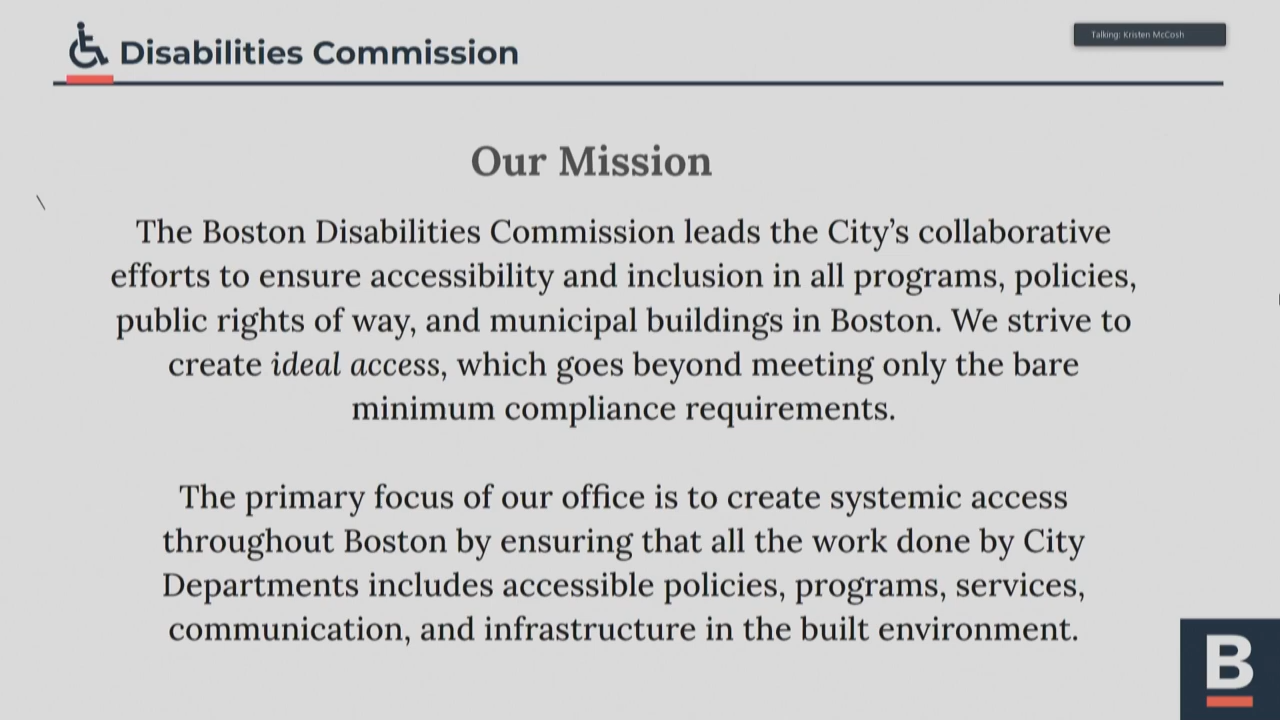 Disabilities Commission
Talking: Kristen McCosh
Our Mission
The Boston Disabilities Commission leads the City’s collaborative
efforts to ensure accessibility and inclusion in all programs, policies,
public rights of way, and municipal buildings in Boston. We strive to
create ideal access, which goes beyond meeting only the bare
minimum compliance requirements.
The primary focus of our office is to create systemic access
throughout Boston by ensuring that all the work done by City
Departments includes accessible policies, programs, services,
communication, and infrastructure in the built environment.
B